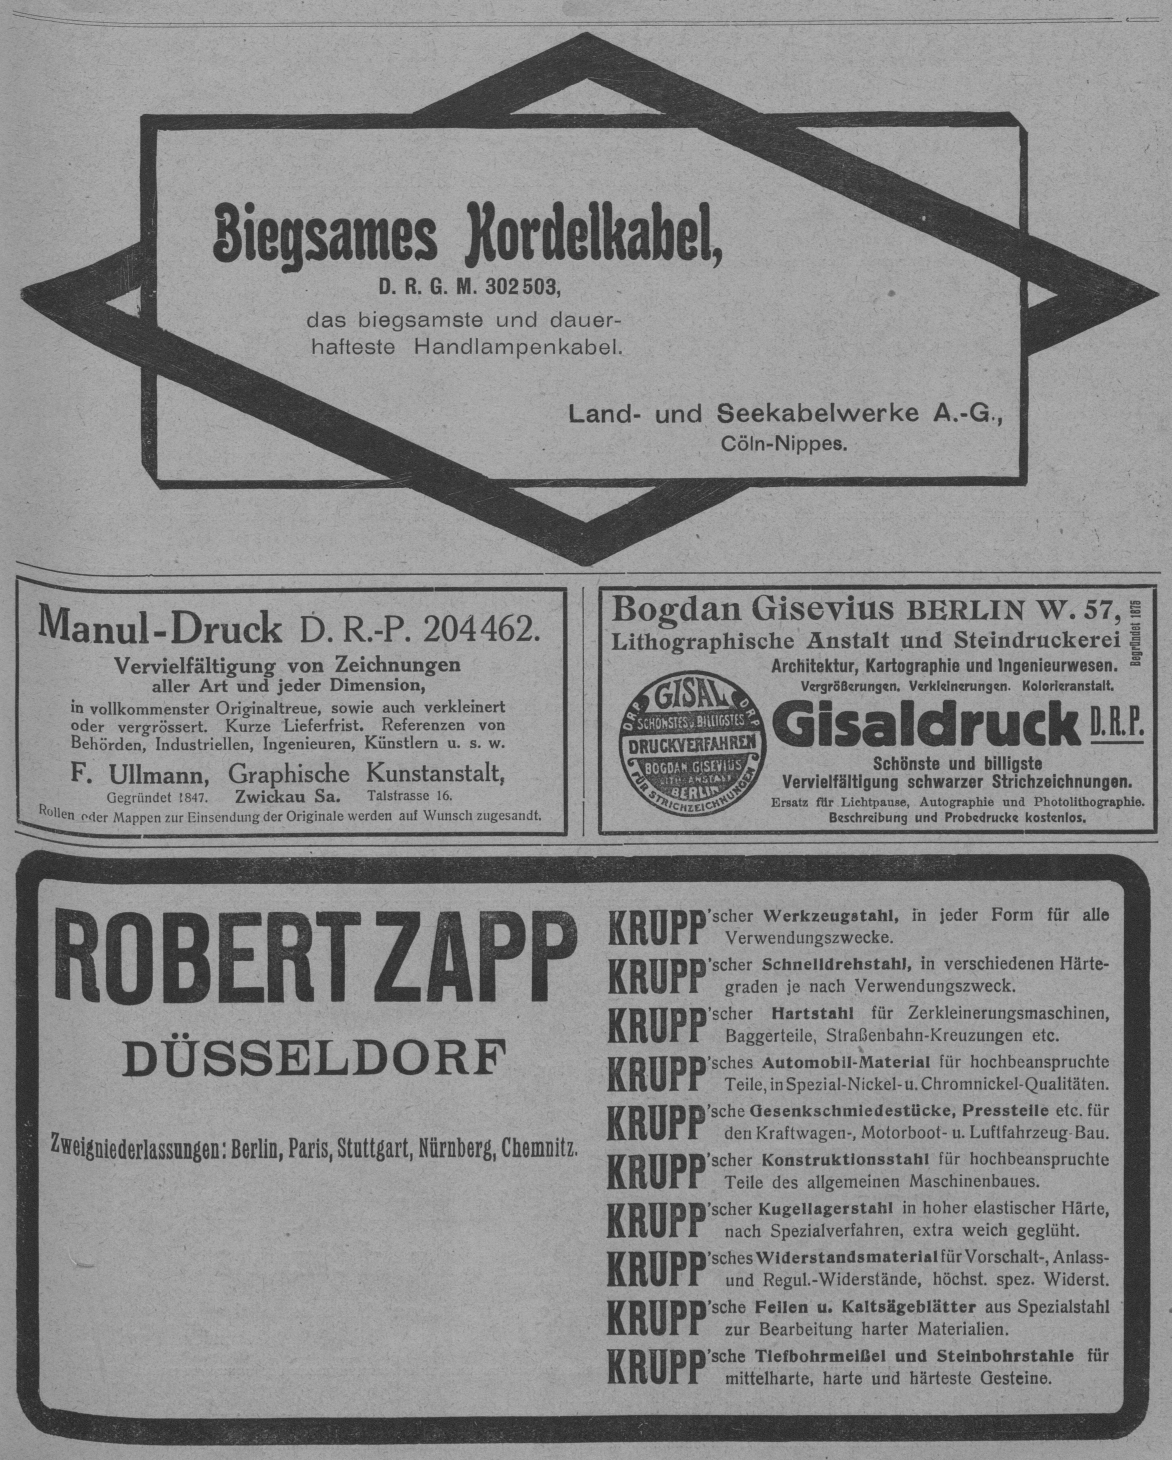 Biegsames Kordelkabel,
D. R. G. M. 302503,
das biegsamste und dauer-
hafteste Handlampenkabel.
Land- und Seekabelwerke A.-G.,
Cöln-Nippes.
Manul-Druck D. R.-P. 204462.
Vervielfältigung von Zeichnungen
aller Art und jeder Dimension,
in vollkommenster Originaltreue, sowie auch verkleinert
oder vergrössert. Kurze Lieferfrist. Referenzen von
Behörden, Industriellen, Ingenieuren, Künstlern u. s. w.
F. Ullmann, Graphische Kunstanstalt,
Gegründet 1847. Zwickau Sa. Talstrasse 16.
Rollen oder Mappen zur Einsendung der Originale werden auf Wunsch zugesandt.
Bogdan Gisevius BERLIN W. 57,
Begründet 1875
Lithographische Anstalt und Steindruckerei
Architektur, Kartographie und Ingenieurwesen.
Vergrößerungen. Verkleinerungen. Kolorieranstalt.
D.R.P. GISAL D.R.P.
SCHÖNSTES u. BILLIGSTES
DRUCKVERFAHREN
BOGDAN GISEVIUS
LITH. ANSTALT
BERLIN
FÜR STRICHZEICHNUNGEN
Gisaldruck D.R.P.
Schönste und billigste
Vervielfältigung schwarzer Strichzeichnungen.
Ersatz für Lichtpause, Autographie und Photolithographie.
Beschreibung und Probedrucke kostenlos.
ROBERT ZAPP
DÜSSELDORF
Zweigniederlassungen: Berlin, Paris, Stuttgart, Nürnberg, Chemnitz.
KRUPP'scher Werkzeugstahl, in jeder Form für alle
Verwendungszwecke.
KRUPP'scher Schnelldrehstahl, in verschiedenen Härte-
graden je nach Verwendungszweck.
KRUPP'scher Hartstahl für Zerkleinerungsmaschinen,
Baggerteile, Straßenbahn-Kreuzungen etc.
KRUPP'sches Automobil-Material für hochbeanspruchte
Teile, in Spezial-Nickel- u. Chromnickel-Qualitäten.
KRUPP'sche Gesenkschmiedestücke, Pressteile etc. für
den Kraftwagen-, Motorboot- u. Luftfahrzeug-Bau.
KRUPP'scher Konstruktionsstahl für hochbeanspruchte
Teile des allgemeinen Maschinenbaues.
KRUPP'scher Kugellagerstahl in hoher elastischer Härte,
nach Spezialverfahren, extra weich geglüht.
KRUPP'sches Widerstandsmaterial für Vorschalt-, Anlass-
und Regul.-Widerstände, höchst. spez. Widerst.
KRUPP'sche Feilen u. Kaltsägeblätter aus Spezialstahl
zur Bearbeitung harter Materialien.
KRUPP'sche Tiefbohrmeißel und Steinbohrstahle für
mittelharte, harte und härteste Gesteine.